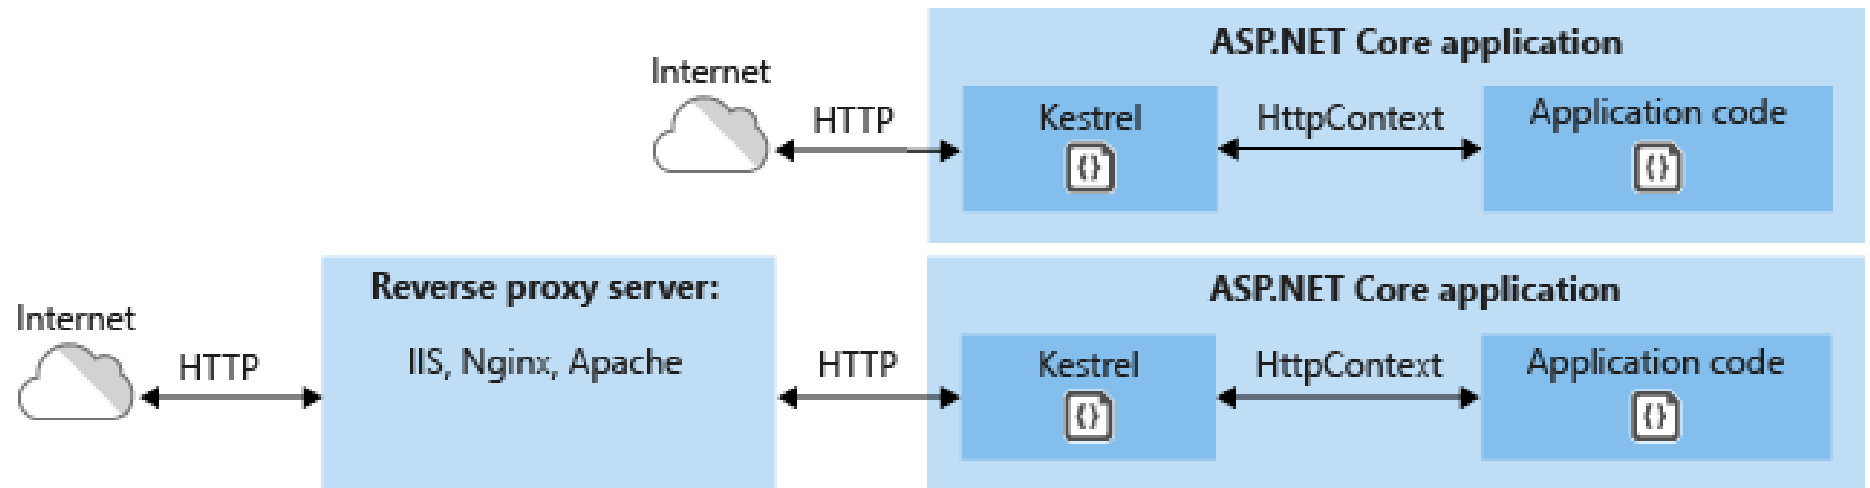 ASP.NET Core application
Internet
HTTP
Kestrel
{}
HttpContext
Application code
{}
Reverse proxy server:
ASP.NET Core application
Internet
HTTP
IIS, Nginx, Apache
HTTP
Kestrel
{}
HttpContext
Application code
{}